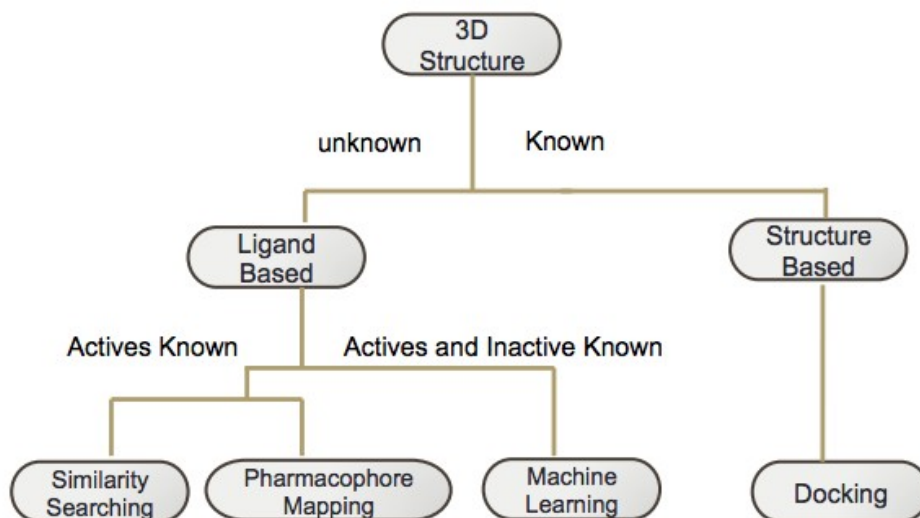 3D
Structure
unknown
Known
Ligand
Based
Structure
Based
Actives Known
Actives and Inactive Known
Similarity
Searching
Pharmacophore
Mapping
Machine
Learning
Docking